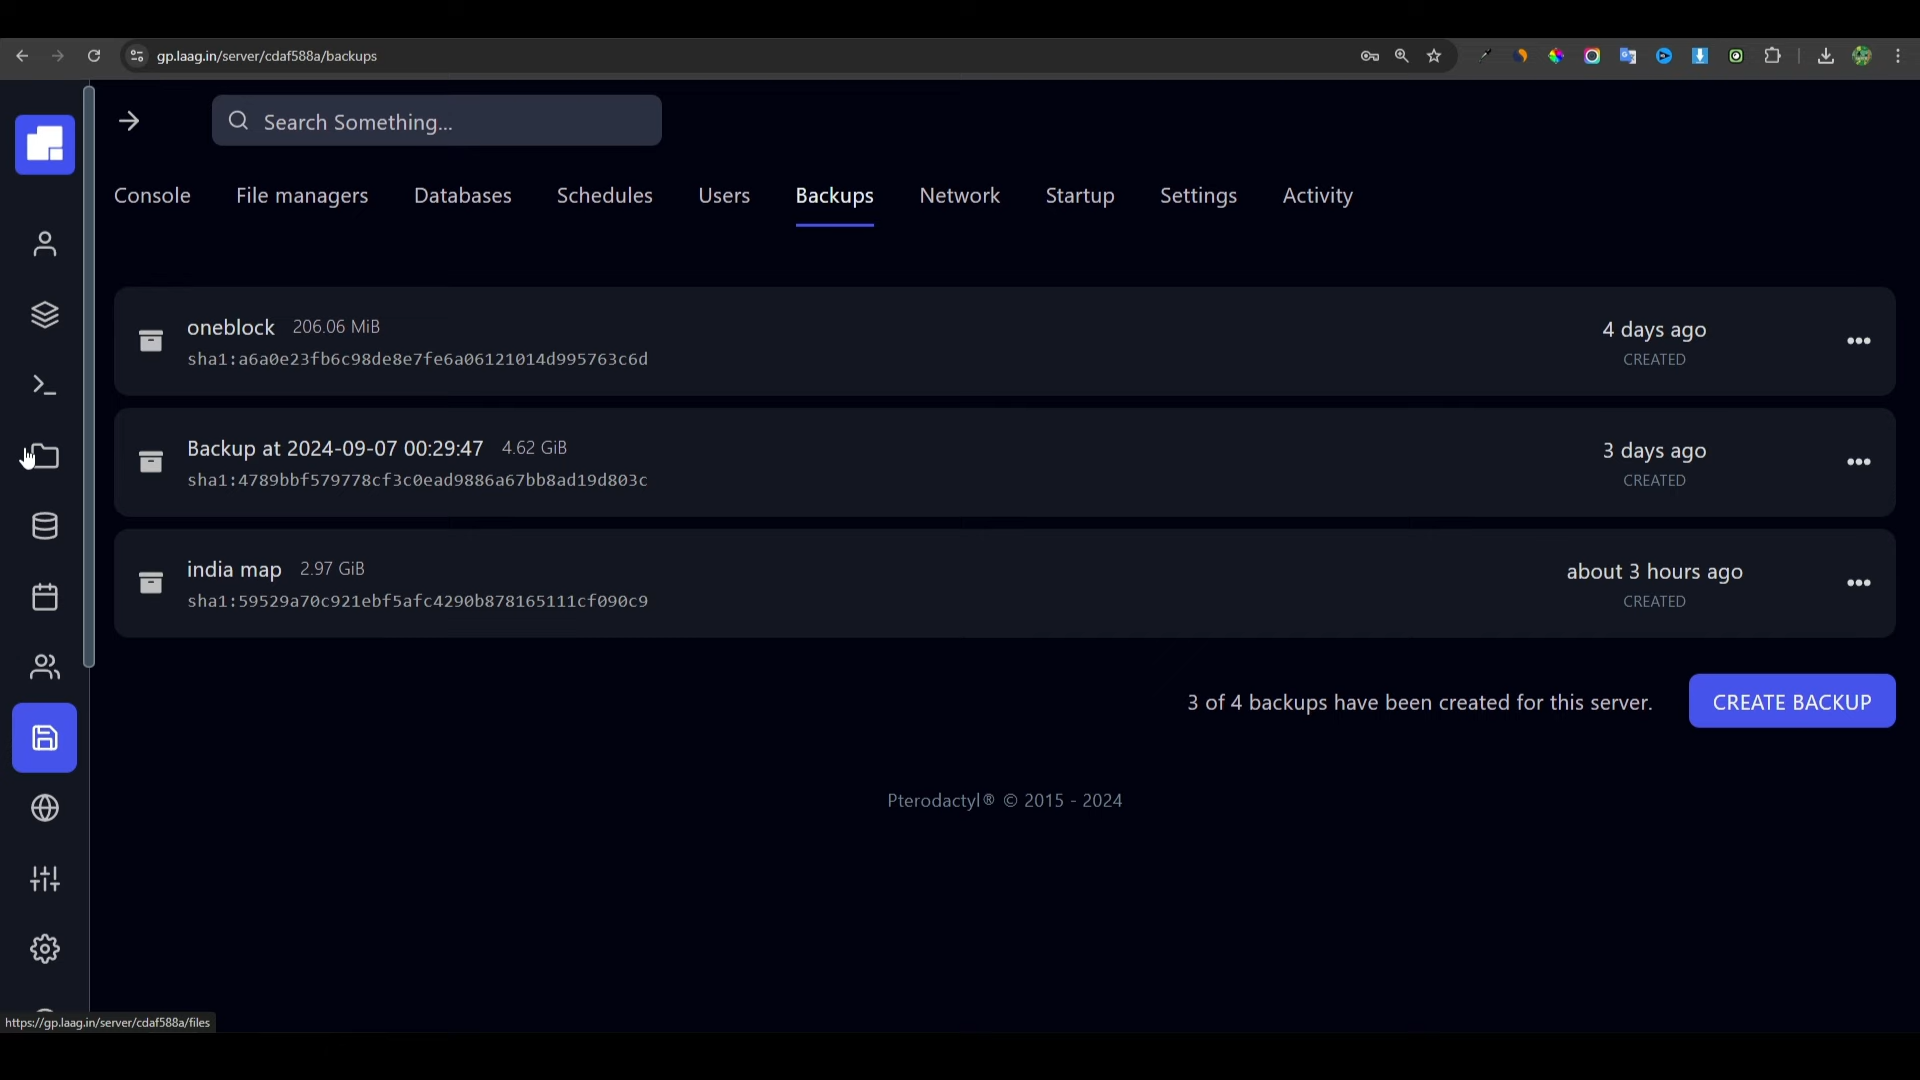 gp.laag.in/server/cdaf588a/backups
Search Something...
Console File managers Databases Schedules Users Backups Network Startup Settings Activity
oneblock 206.06 MiB
sha1:a6a0e23fb6c98de8e7fe6a06121014d995763c6d
4 days ago
CREATED
Backup at 2024-09-07 00:29:47 4.62 GiB
sha1:4789bbf579778cf3c0ead9886a67bb8ad19d803c
3 days ago
CREATED
india map 2.97 GiB
sha1:59529a70c921ebf5afc4290b878165111cf090c9
about 3 hours ago
CREATED
3 of 4 backups have been created for this server.
CREATE BACKUP
Pterodactyl® © 2015 - 2024
https://gp.laag.in/server/cdaf588a/files